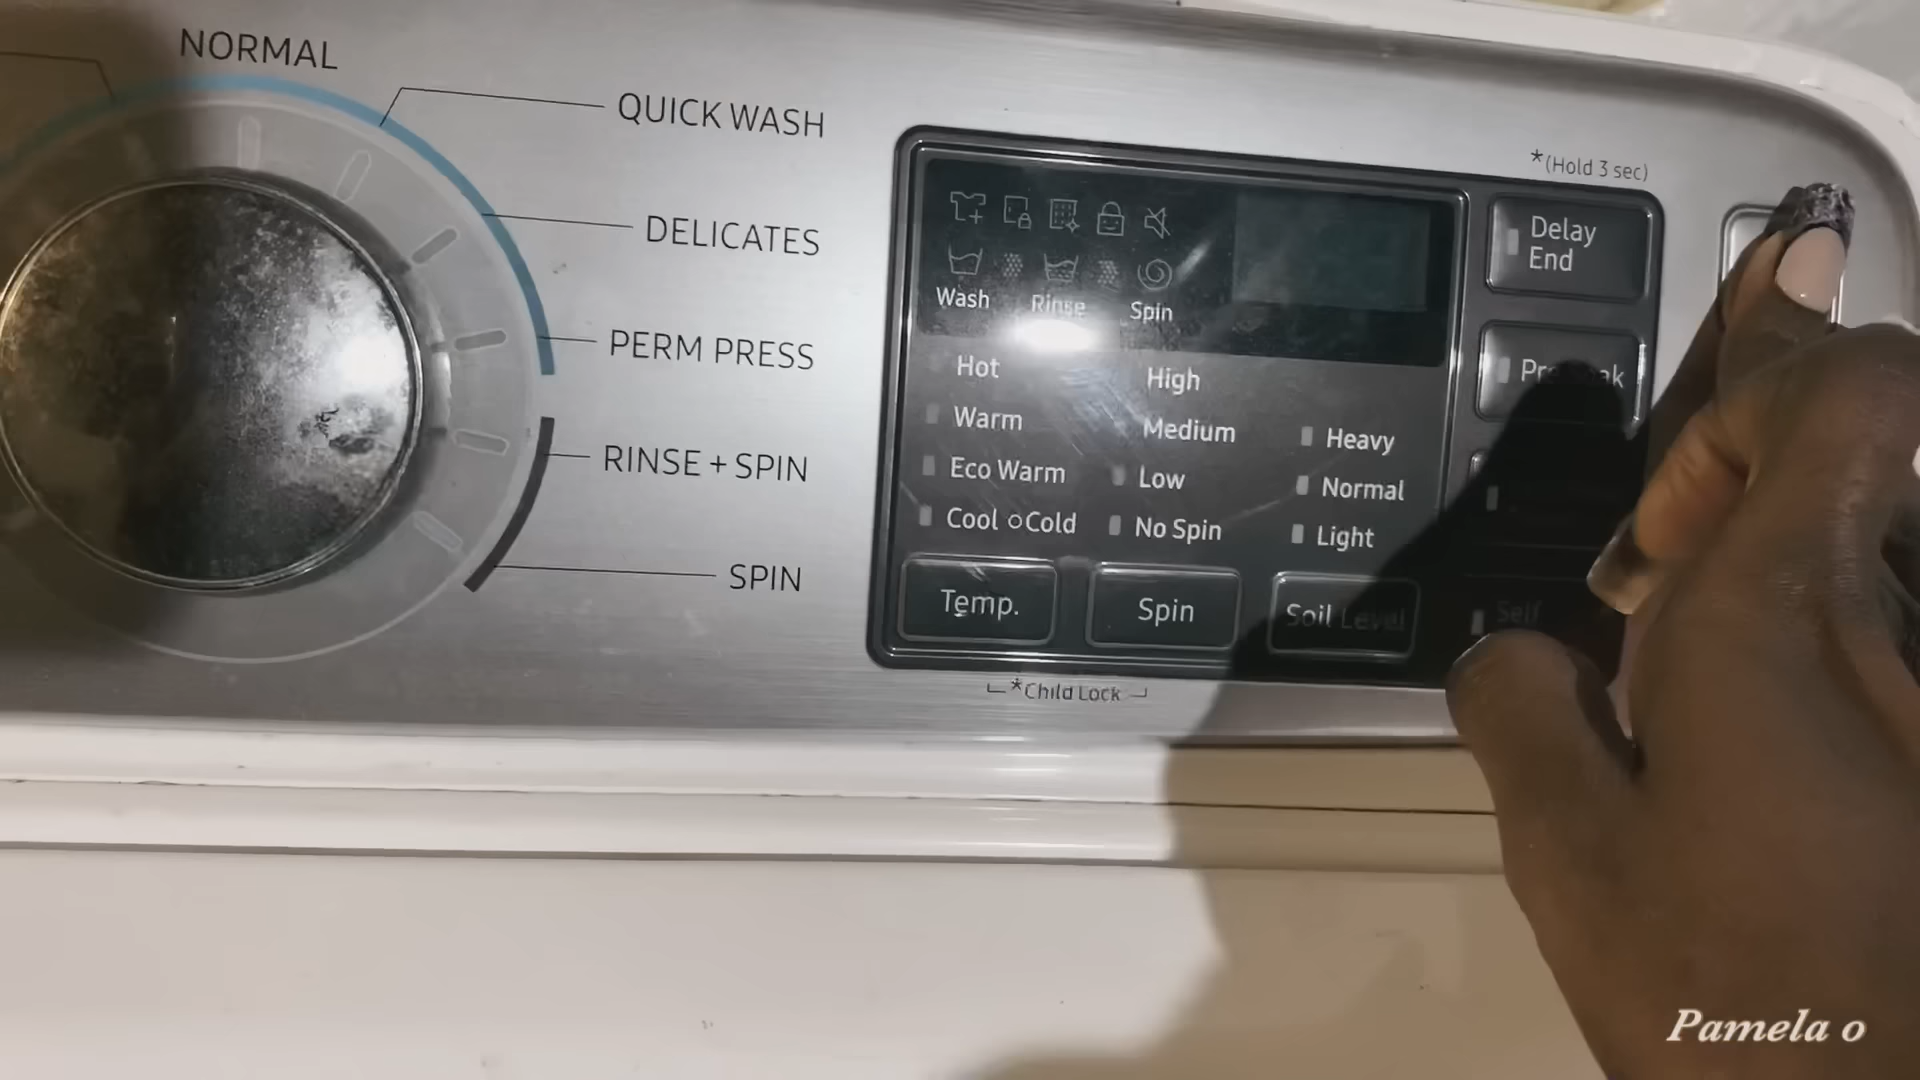 NORMAL
QUICK WASH
DELICATES
PERM PRESS
RINSE + SPIN
SPIN
*(Hold 3 sec)
Delay
End
Wash
Rinse
Spin
Hot
High
Warm
Medium
Heavy
Eco Warm
Low
Normal
Cool
Cold
No Spin
Light
Temp.
Spin
Soil Level
Self
*Child Lock
Pamela o